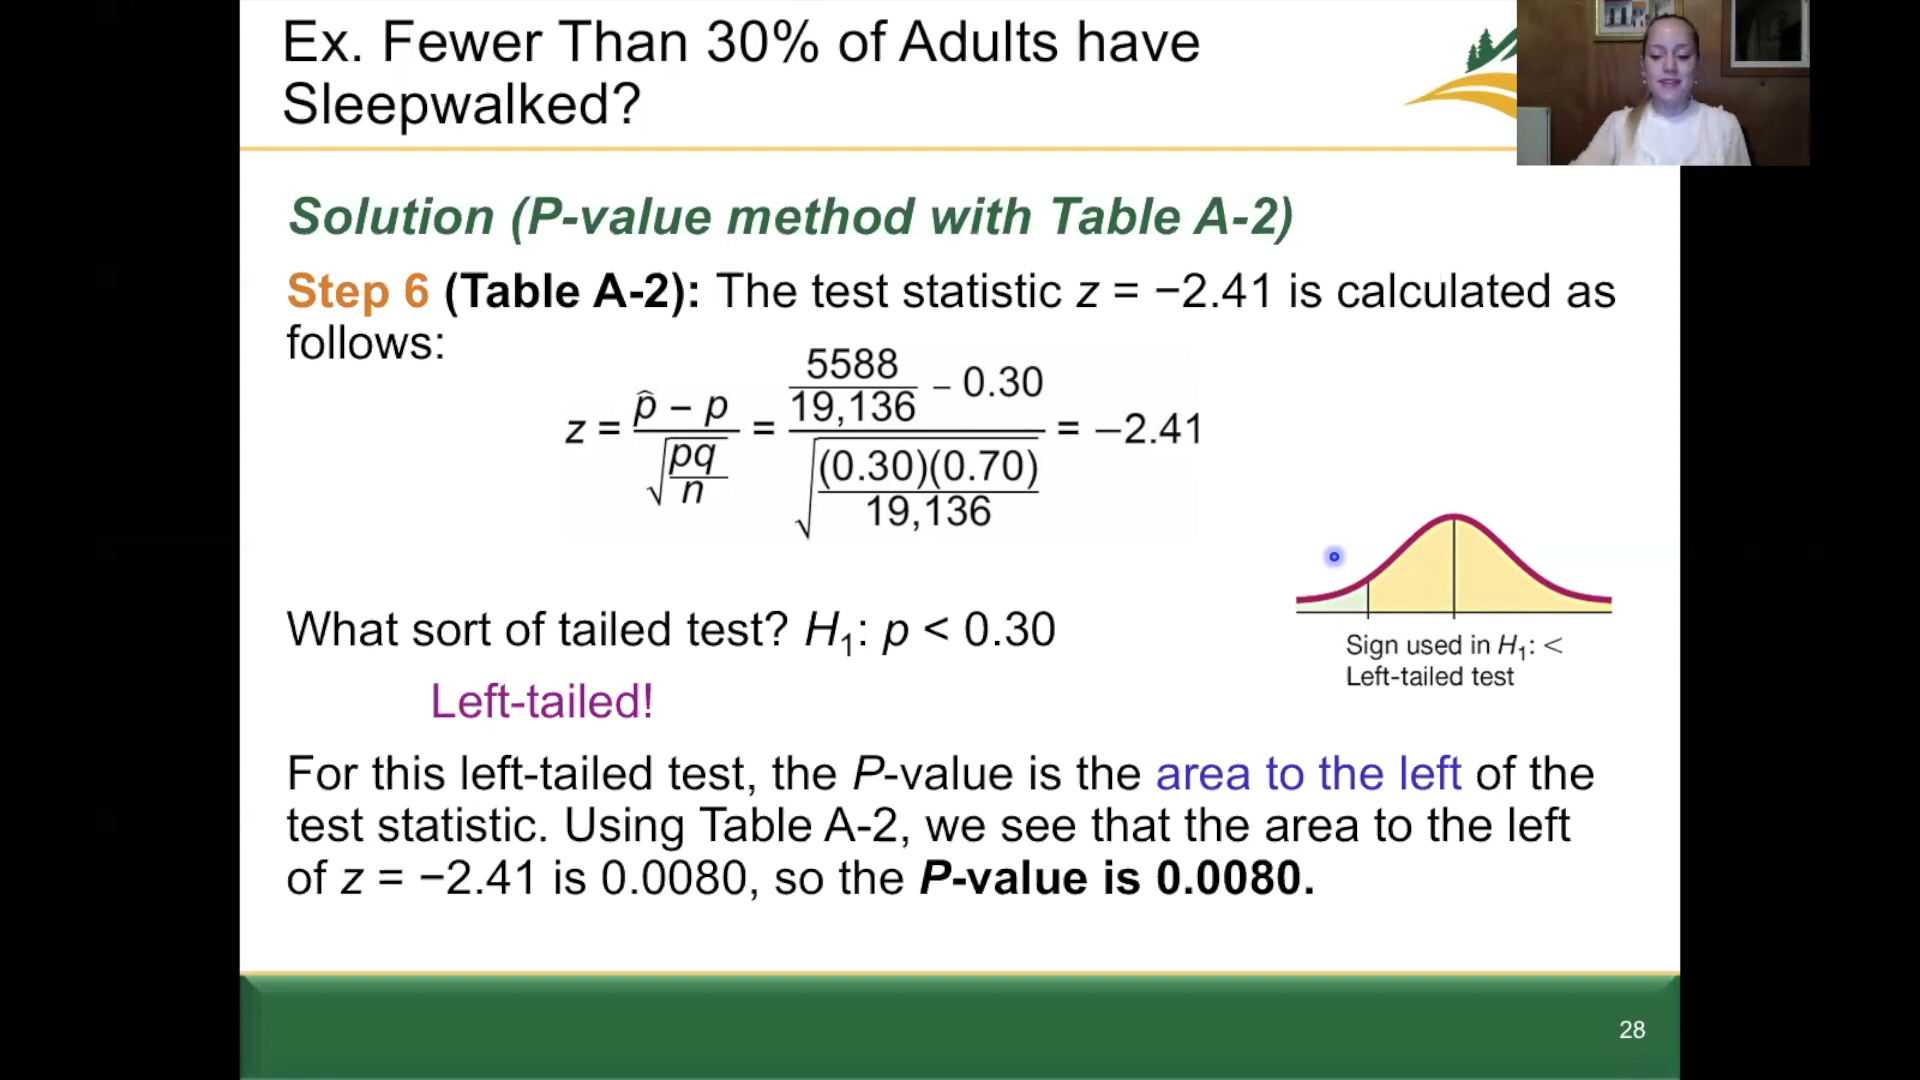 Ex. Fewer Than 30% of Adults have
Sleepwalked?
Solution (P-value method with Table A-2)
Step 6 (Table A-2): The test statistic z = −2.41 is calculated as
follows:
z = (p̂ − p) / √(pq/n) = (5588/19,136 − 0.30) / √((0.30)(0.70)/19,136) = −2.41
What sort of tailed test? H₁: p < 0.30
Left-tailed!
Sign used in H₁: <
Left-tailed test
For this left-tailed test, the P-value is the area to the left of the
test statistic. Using Table A-2, we see that the area to the left
of z = −2.41 is 0.0080, so the P-value is 0.0080.
28